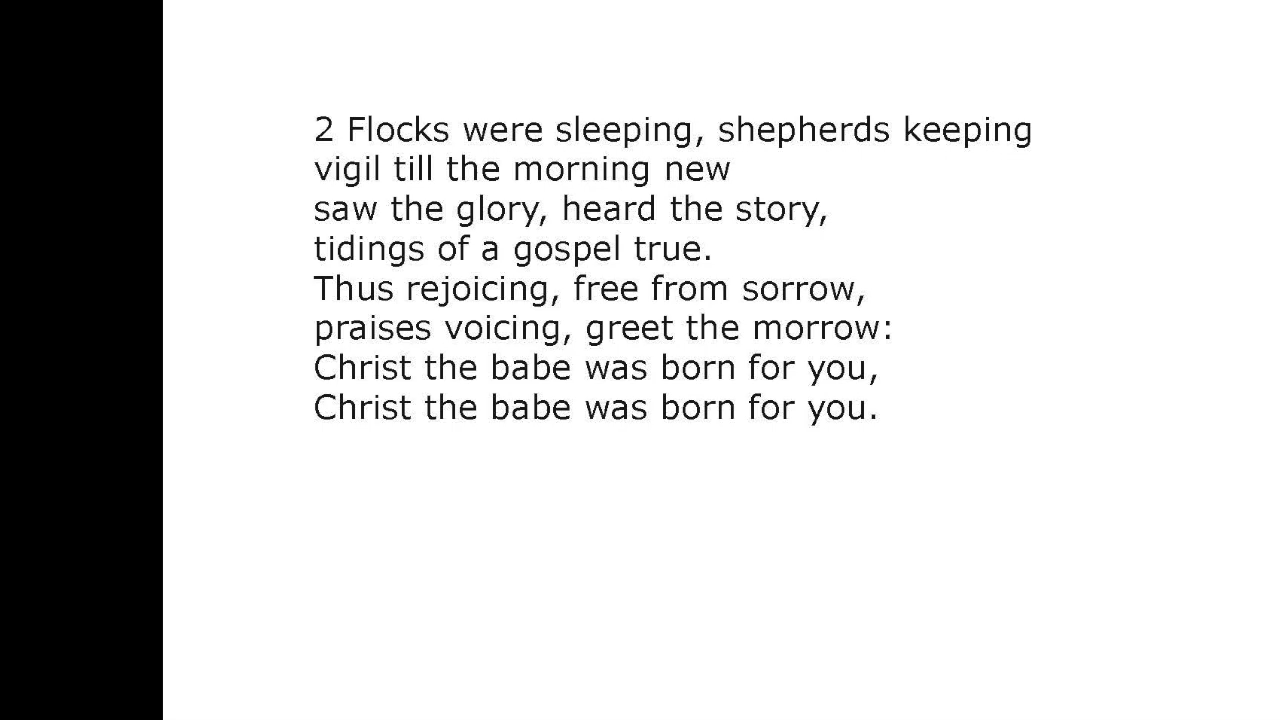 2 Flocks were sleeping, shepherds keeping
vigil till the morning new
saw the glory, heard the story,
tidings of a gospel true.
Thus rejoicing, free from sorrow,
praises voicing, greet the morrow:
Christ the babe was born for you,
Christ the babe was born for you.